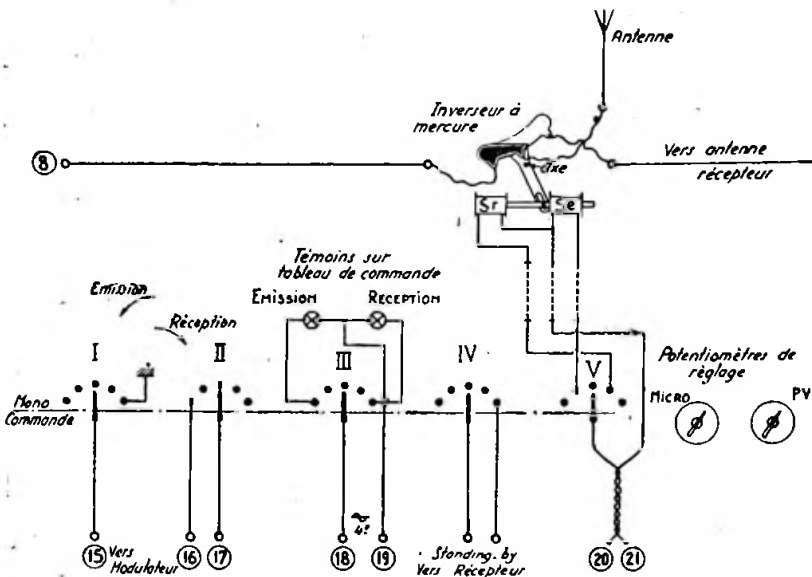 Antenne
Inverseur à
mercure
Axe
8
Vers antenne
récepteur
Sr
Se
Témoins sur
tableau de commande
EMISSION
RECEPTION
Emission
Réception
I
II
III
IV
V
Potentiomètres de
réglage
MICRO
PV
Mono
Commande
15
Vers
Modulateur
16
17
18
19
Standing-by
Vers Récepteur
20
21